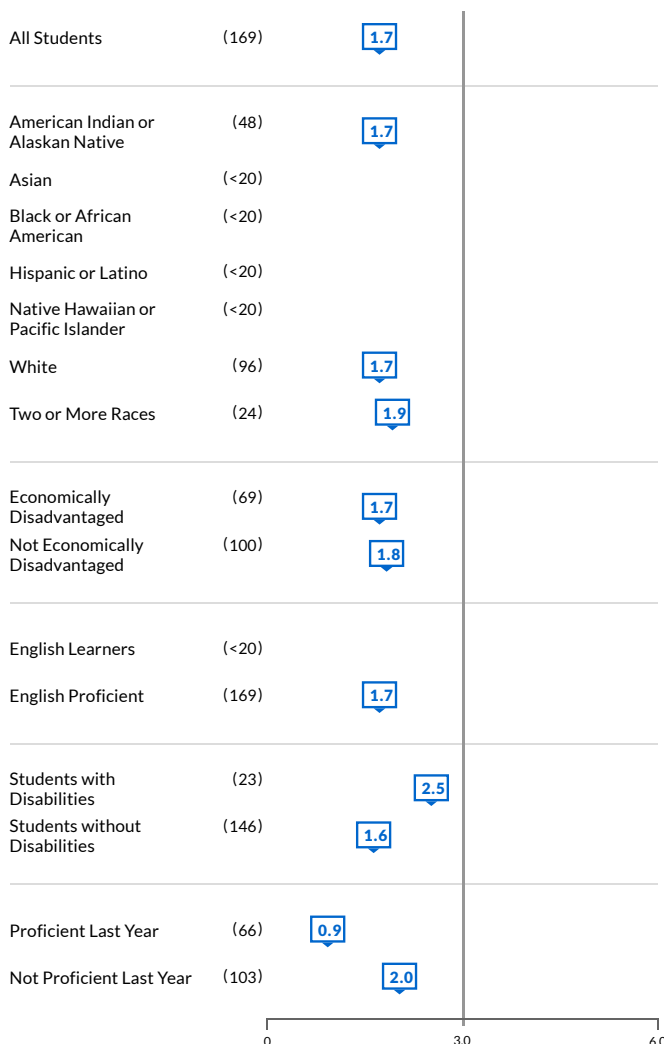 All Students (169) 1.7
American Indian or (48) 1.7
Alaskan Native
Asian (<20)
Black or African (<20)
American
Hispanic or Latino (<20)
Native Hawaiian or (<20)
Pacific Islander
White (96) 1.7
Two or More Races (24) 1.9
Economically (69) 1.7
Disadvantaged
Not Economically (100) 1.8
Disadvantaged
English Learners (<20)
English Proficient (169) 1.7
Students with (23) 2.5
Disabilities
Students without (146) 1.6
Disabilities
Proficient Last Year (66) 0.9
Not Proficient Last Year (103) 2.0
0 3.0 6.0